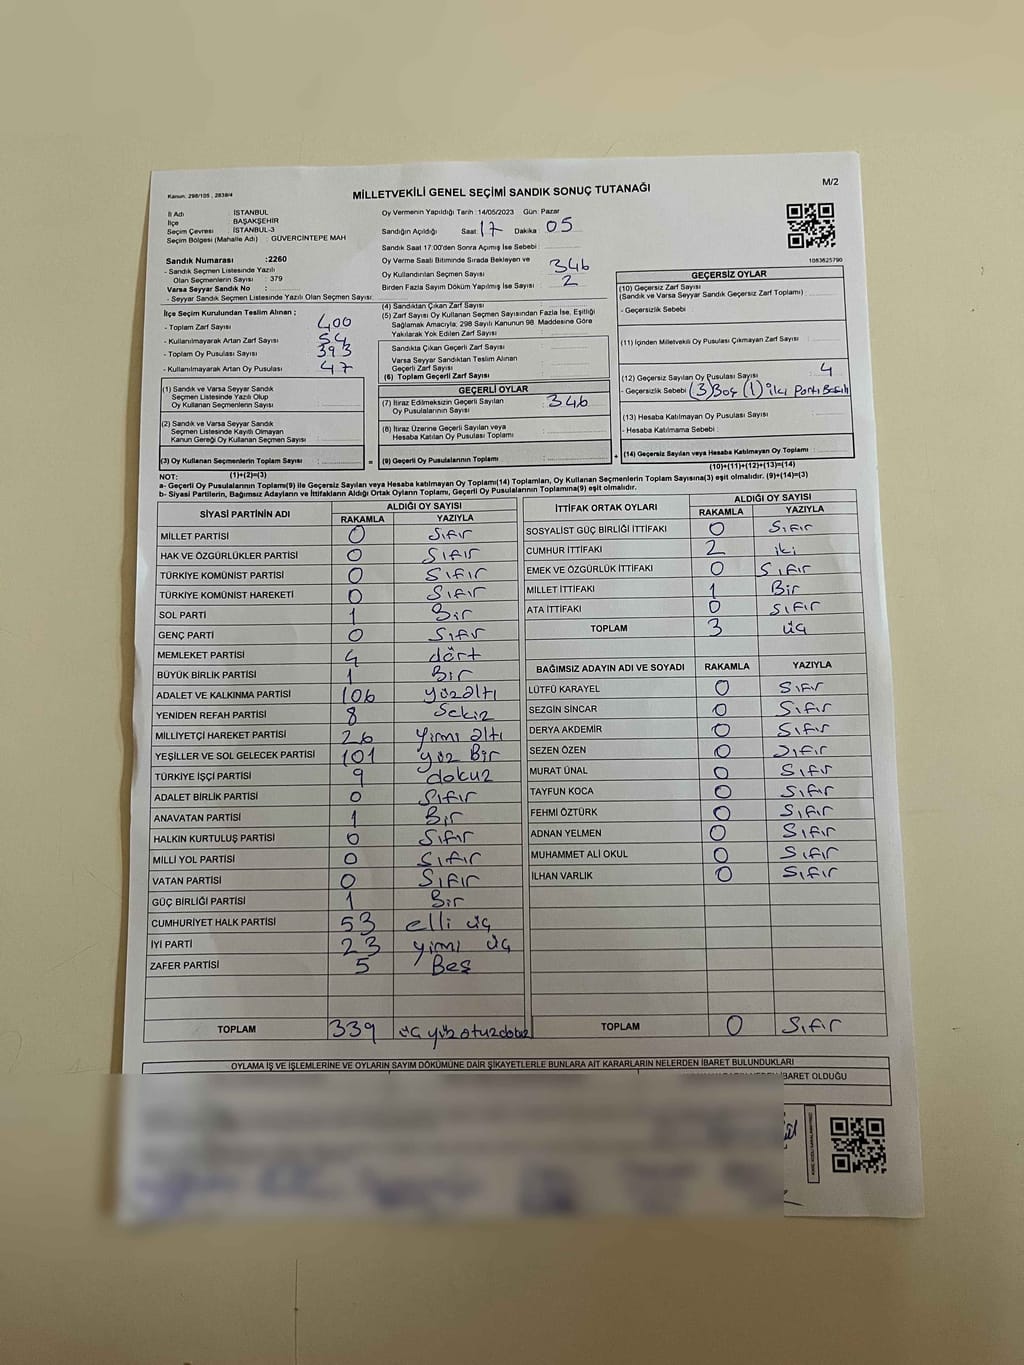 Kanun: 298/105 , 2839/4
MİLLETVEKİLİ GENEL SEÇİMİ SANDIK SONUÇ TUTANAĞI
M/2
İl Adı : İSTANBUL
İlçe : BAŞAKŞEHİR
Seçim Çevresi : İSTANBUL-3
Seçim Bölgesi (Mahalle Adı) : GÜVERCİNTEPE MAH
Sandık Numarası :2260
- Sandık Seçmen Listesinde Yazılı
Olan Seçmenlerin Sayısı : 379
Varsa Seyyar Sandık No :
- Seyyar Sandık Seçmen Listesinde Yazılı Olan Seçmen Sayısı:
Oy Vermenin Yapıldığı Tarih : 14/05/2023 Gün: Pazar
Sandığın Açıldığı Saat : 17 Dakika : 05
Sandık Saat 17.00'den Sonra Açımış İse Sebebi :
Oy Verme Saati Bitiminde Sırada Bekleyen ve
Oy Kullandırılan Seçmen Sayısı : 346
Birden Fazla Sayım Döküm Yapılmış İse Sayısı : 2
1083625790
İlçe Seçim Kurulundan Teslim Alınan ;
- Toplam Zarf Sayısı : 400
- Kullanılmayarak Artan Zarf Sayısı : 54
- Toplam Oy Pusulası Sayısı : 393
- Kullanılmayarak Artan Oy Pusulası : 47
(1) Sandık ve Varsa Seyyar Sandık
Seçmen Listesinde Yazılı Olup
Oy Kullanan Seçmenlerin Sayısı :
(2) Sandık ve Varsa Seyyar Sandık
Seçmen Listesinde Kayıtlı Olmayan
Kanun Gereği Oy Kullanan Seçmen Sayısı :
(3) Oy Kullanan Seçmenlerin Toplam Sayısı :
(1)+(2)=(3)
(4) Sandıktan Çıkan Zarf Sayısı :
(5) Zarf Sayısı Oy Kullanan Seçmen Sayısından Fazla İse, Eşitliği
Sağlamak Amacıyla; 298 Sayılı Kanunun 98. Maddesine Göre
Yakılarak Yok Edilen Zarf Sayısı :
Sandıkta Çıkan Geçerli Zarf Sayısı :
Varsa Seyyar Sandıktan Teslim Alınan
Geçerli Zarf Sayısı :
(6) Toplam Geçerli Zarf Sayısı :
GEÇERLİ OYLAR
(7) İtiraz Edilmeksizin Geçerli Sayılan
Oy Pusulalarının Sayısı : 346
(8) İtiraz Üzerine Geçerli Sayılan veya
Hesaba Katılan Oy Pusulası Toplamı :
= (9) Geçerli Oy Pusulalarının Toplamı :
GEÇERSİZ OYLAR
(10) Geçersiz Zarf Sayısı
(Sandık ve Varsa Seyyar Sandık Geçersiz Zarf Toplamı) :
- Geçersizlik Sebebi :
(11) İçinden Milletvekili Oy Pusulası Çıkmayan Zarf Sayısı :
(12) Geçersiz Sayılan Oy Pusulası Sayısı : 4
- Geçersizlik Sebebi : (3)Boş (1) iki Parti Basılı
(13) Hesaba Katılmayan Oy Pusulası Sayısı :
- Hesaba Katılmama Sebebi :
+ (14) Geçersiz Sayılan veya Hesaba Katılmayan Oy Toplamı :
(10)+(11)+(12)+(13)=(14)
NOT:
a- Geçerli Oy Pusulalarının Toplamı(9) ile Geçersiz Sayılan veya Hesaba katılmayan Oy Toplamı(14) Toplamları, Oy Kullanan Seçmenlerin Toplam Sayısına(3) eşit olmalıdır. (9)+(14)=(3)
b- Siyasi Partilerin, Bağımsız Adayların ve İttifakların Aldığı Ortak Oyların Toplamı, Geçerli Oy Pusulalarının Toplamına(9) eşit olmalıdır.
SİYASİ PARTİNİN ADI ALDIĞI OY SAYISI
RAKAMLA YAZIYLA
MİLLET PARTİSİ 0 Sıfır
HAK VE ÖZGÜRLÜKLER PARTİSİ 0 Sıfır
TÜRKİYE KOMÜNİST PARTİSİ 0 Sıfır
TÜRKİYE KOMÜNİST HAREKETİ 0 Sıfır
SOL PARTİ 1 Bir
GENÇ PARTİ 0 Sıfır
MEMLEKET PARTİSİ 4 dört
BÜYÜK BİRLİK PARTİSİ 1 Bir
ADALET VE KALKINMA PARTİSİ 106 yüzaltı
YENİDEN REFAH PARTİSİ 8 Sekiz
MİLLİYETÇİ HAREKET PARTİSİ 26 yirmi altı
YEŞİLLER VE SOL GELECEK PARTİSİ 101 yüz Bir
TÜRKİYE İŞÇİ PARTİSİ 9 dokuz
ADALET BİRLİK PARTİSİ 0 Sıfır
ANAVATAN PARTİSİ 1 Bir
HALKIN KURTULUŞ PARTİSİ 0 Sıfır
MİLLİ YOL PARTİSİ 0 Sıfır
VATAN PARTİSİ 0 Sıfır
GÜÇ BİRLİĞİ PARTİSİ 1 Bir
CUMHURİYET HALK PARTİSİ 53 elli üç
İYİ PARTİ 23 yirmi üç
ZAFER PARTİSİ 5 Beş
TOPLAM 339 üç yüz otuzdokuz
İTTİFAK ORTAK OYLARI ALDIĞI OY SAYISI
RAKAMLA YAZIYLA
SOSYALİST GÜÇ BİRLİĞİ İTTİFAKI 0 Sıfır
CUMHUR İTTİFAKI 2 iki
EMEK VE ÖZGÜRLÜK İTTİFAKI 0 Sıfır
MİLLET İTTİFAKI 1 Bir
ATA İTTİFAKI 0 Sıfır
TOPLAM 3 üç
BAĞIMSIZ ADAYIN ADI VE SOYADI RAKAMLA YAZIYLA
LÜTFÜ KARAYEL 0 Sıfır
SEZGİN SİNCAR 0 Sıfır
DERYA AKDEMİR 0 Sıfır
SEZEN ÖZEN 0 Sıfır
MURAT ÜNAL 0 Sıfır
TAYFUN KOCA 0 Sıfır
FEHMİ ÖZTÜRK 0 Sıfır
ADNAN YELMEN 0 Sıfır
MUHAMMET ALİ OKUL 0 Sıfır
İLHAN VARLIK 0 Sıfır
TOPLAM 0 Sıfır
OYLAMA İŞ VE İŞLEMLERİNE VE OYLARIN SAYIM DÖKÜMÜNE DAİR ŞİKAYETLERLE BUNLARA AİT KARARLARIN NELERDEN İBARET BULUNDUKLARI
İBARET OLDUĞU